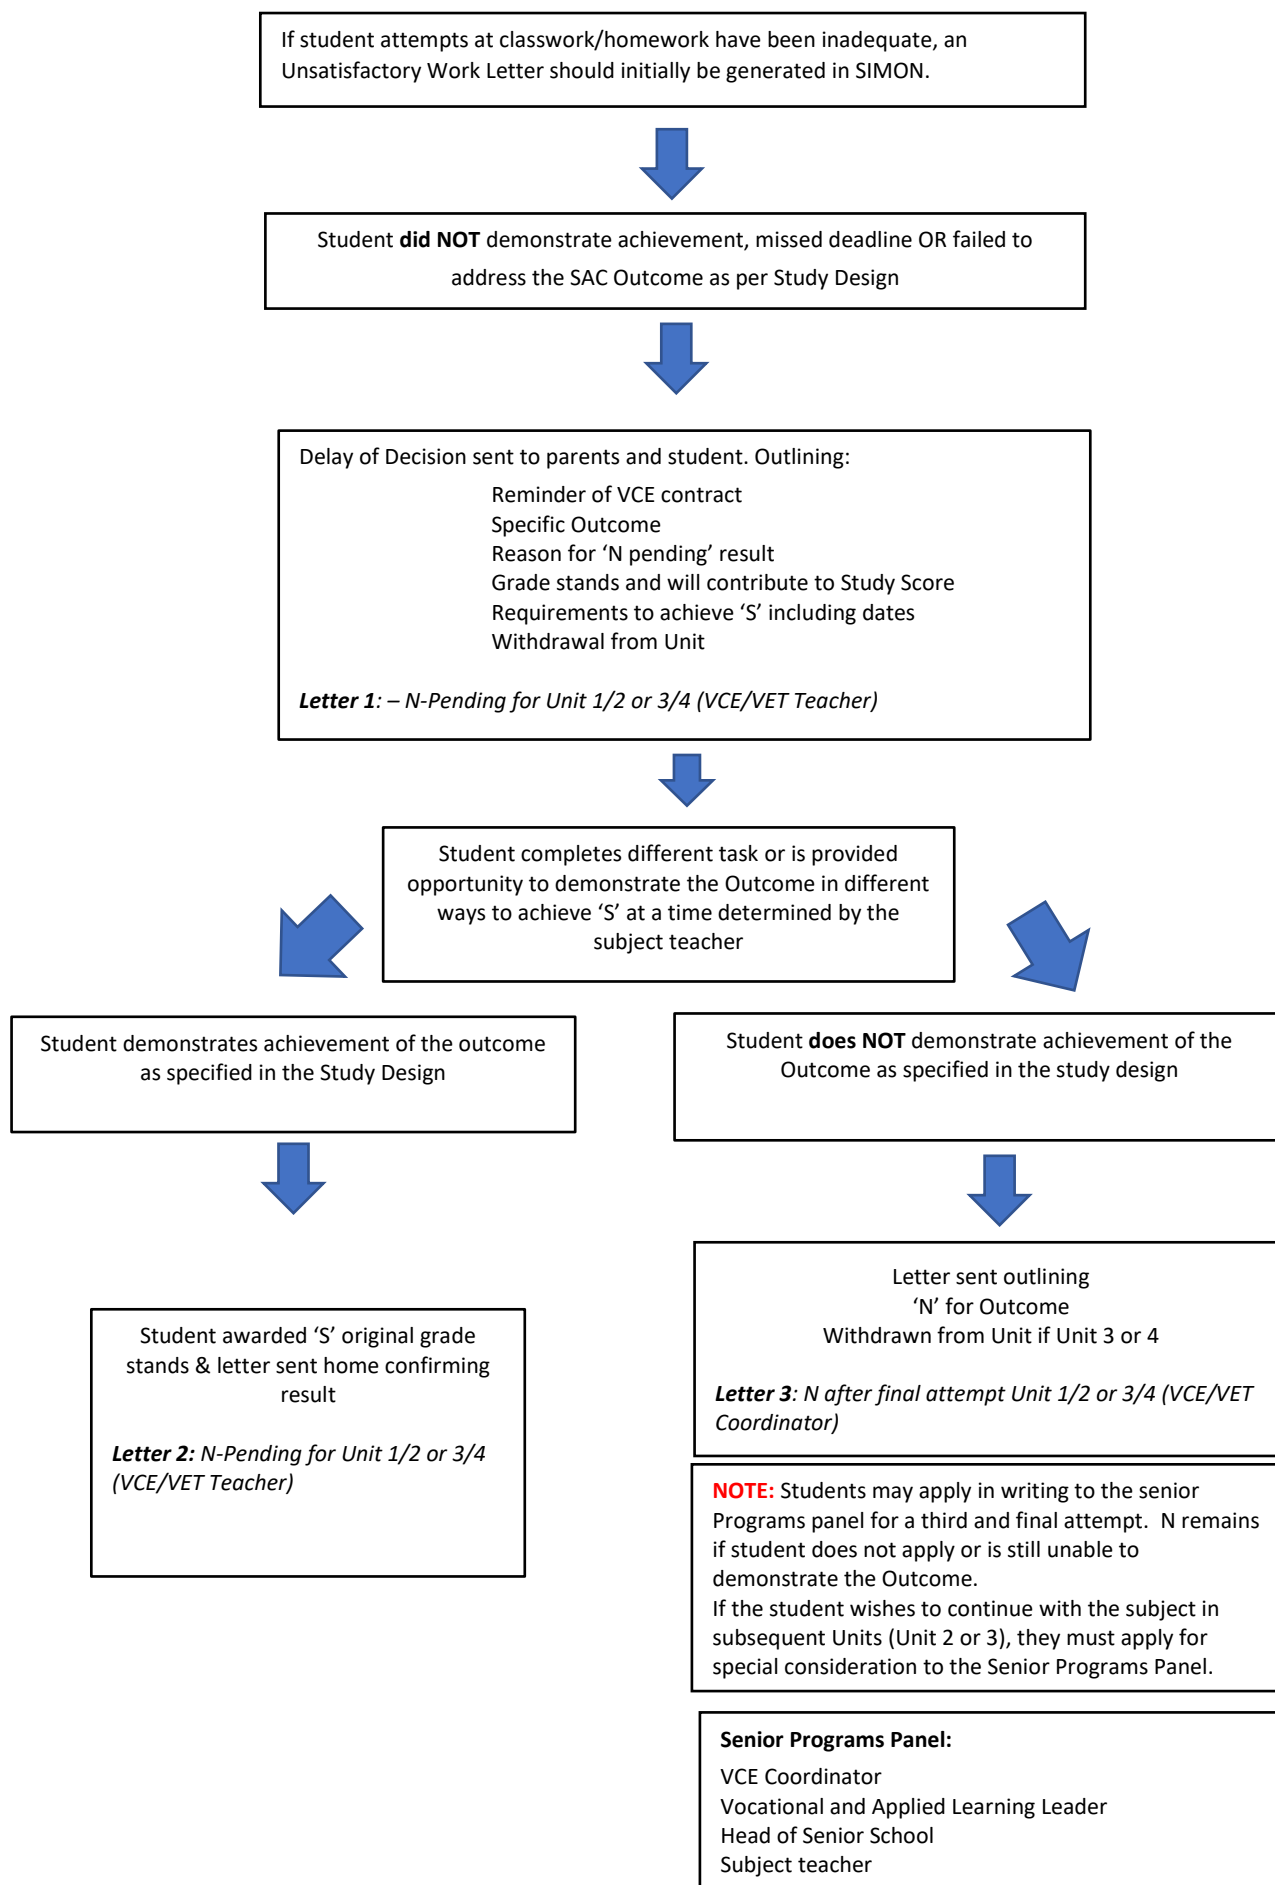 If student attempts at classwork/homework have been inadequate, an
Unsatisfactory Work Letter should initially be generated in SIMON.
Student did NOT demonstrate achievement, missed deadline OR failed to
address the SAC Outcome as per Study Design
Delay of Decision sent to parents and student. Outlining:
Reminder of VCE contract
Specific Outcome
Reason for ‘N pending’ result
Grade stands and will contribute to Study Score
Requirements to achieve ‘S’ including dates
Withdrawal from Unit
Letter 1: – N-Pending for Unit 1/2 or 3/4 (VCE/VET Teacher)
Student completes different task or is provided
opportunity to demonstrate the Outcome in different
ways to achieve ‘S’ at a time determined by the
subject teacher
Student demonstrates achievement of the outcome
as specified in the Study Design
Student does NOT demonstrate achievement of the
Outcome as specified in the study design
Student awarded ‘S’ original grade
stands & letter sent home confirming
result
Letter 2: N-Pending for Unit 1/2 or 3/4
(VCE/VET Teacher)
Letter sent outlining
‘N’ for Outcome
Withdrawn from Unit if Unit 3 or 4
Letter 3: N after final attempt Unit 1/2 or 3/4 (VCE/VET
Coordinator)
NOTE: Students may apply in writing to the senior
Programs panel for a third and final attempt.  N remains
if student does not apply or is still unable to
demonstrate the Outcome.
If the student wishes to continue with the subject in
subsequent Units (Unit 2 or 3), they must apply for
special consideration to the Senior Programs Panel.
Senior Programs Panel:
VCE Coordinator
Vocational and Applied Learning Leader
Head of Senior School
Subject teacher